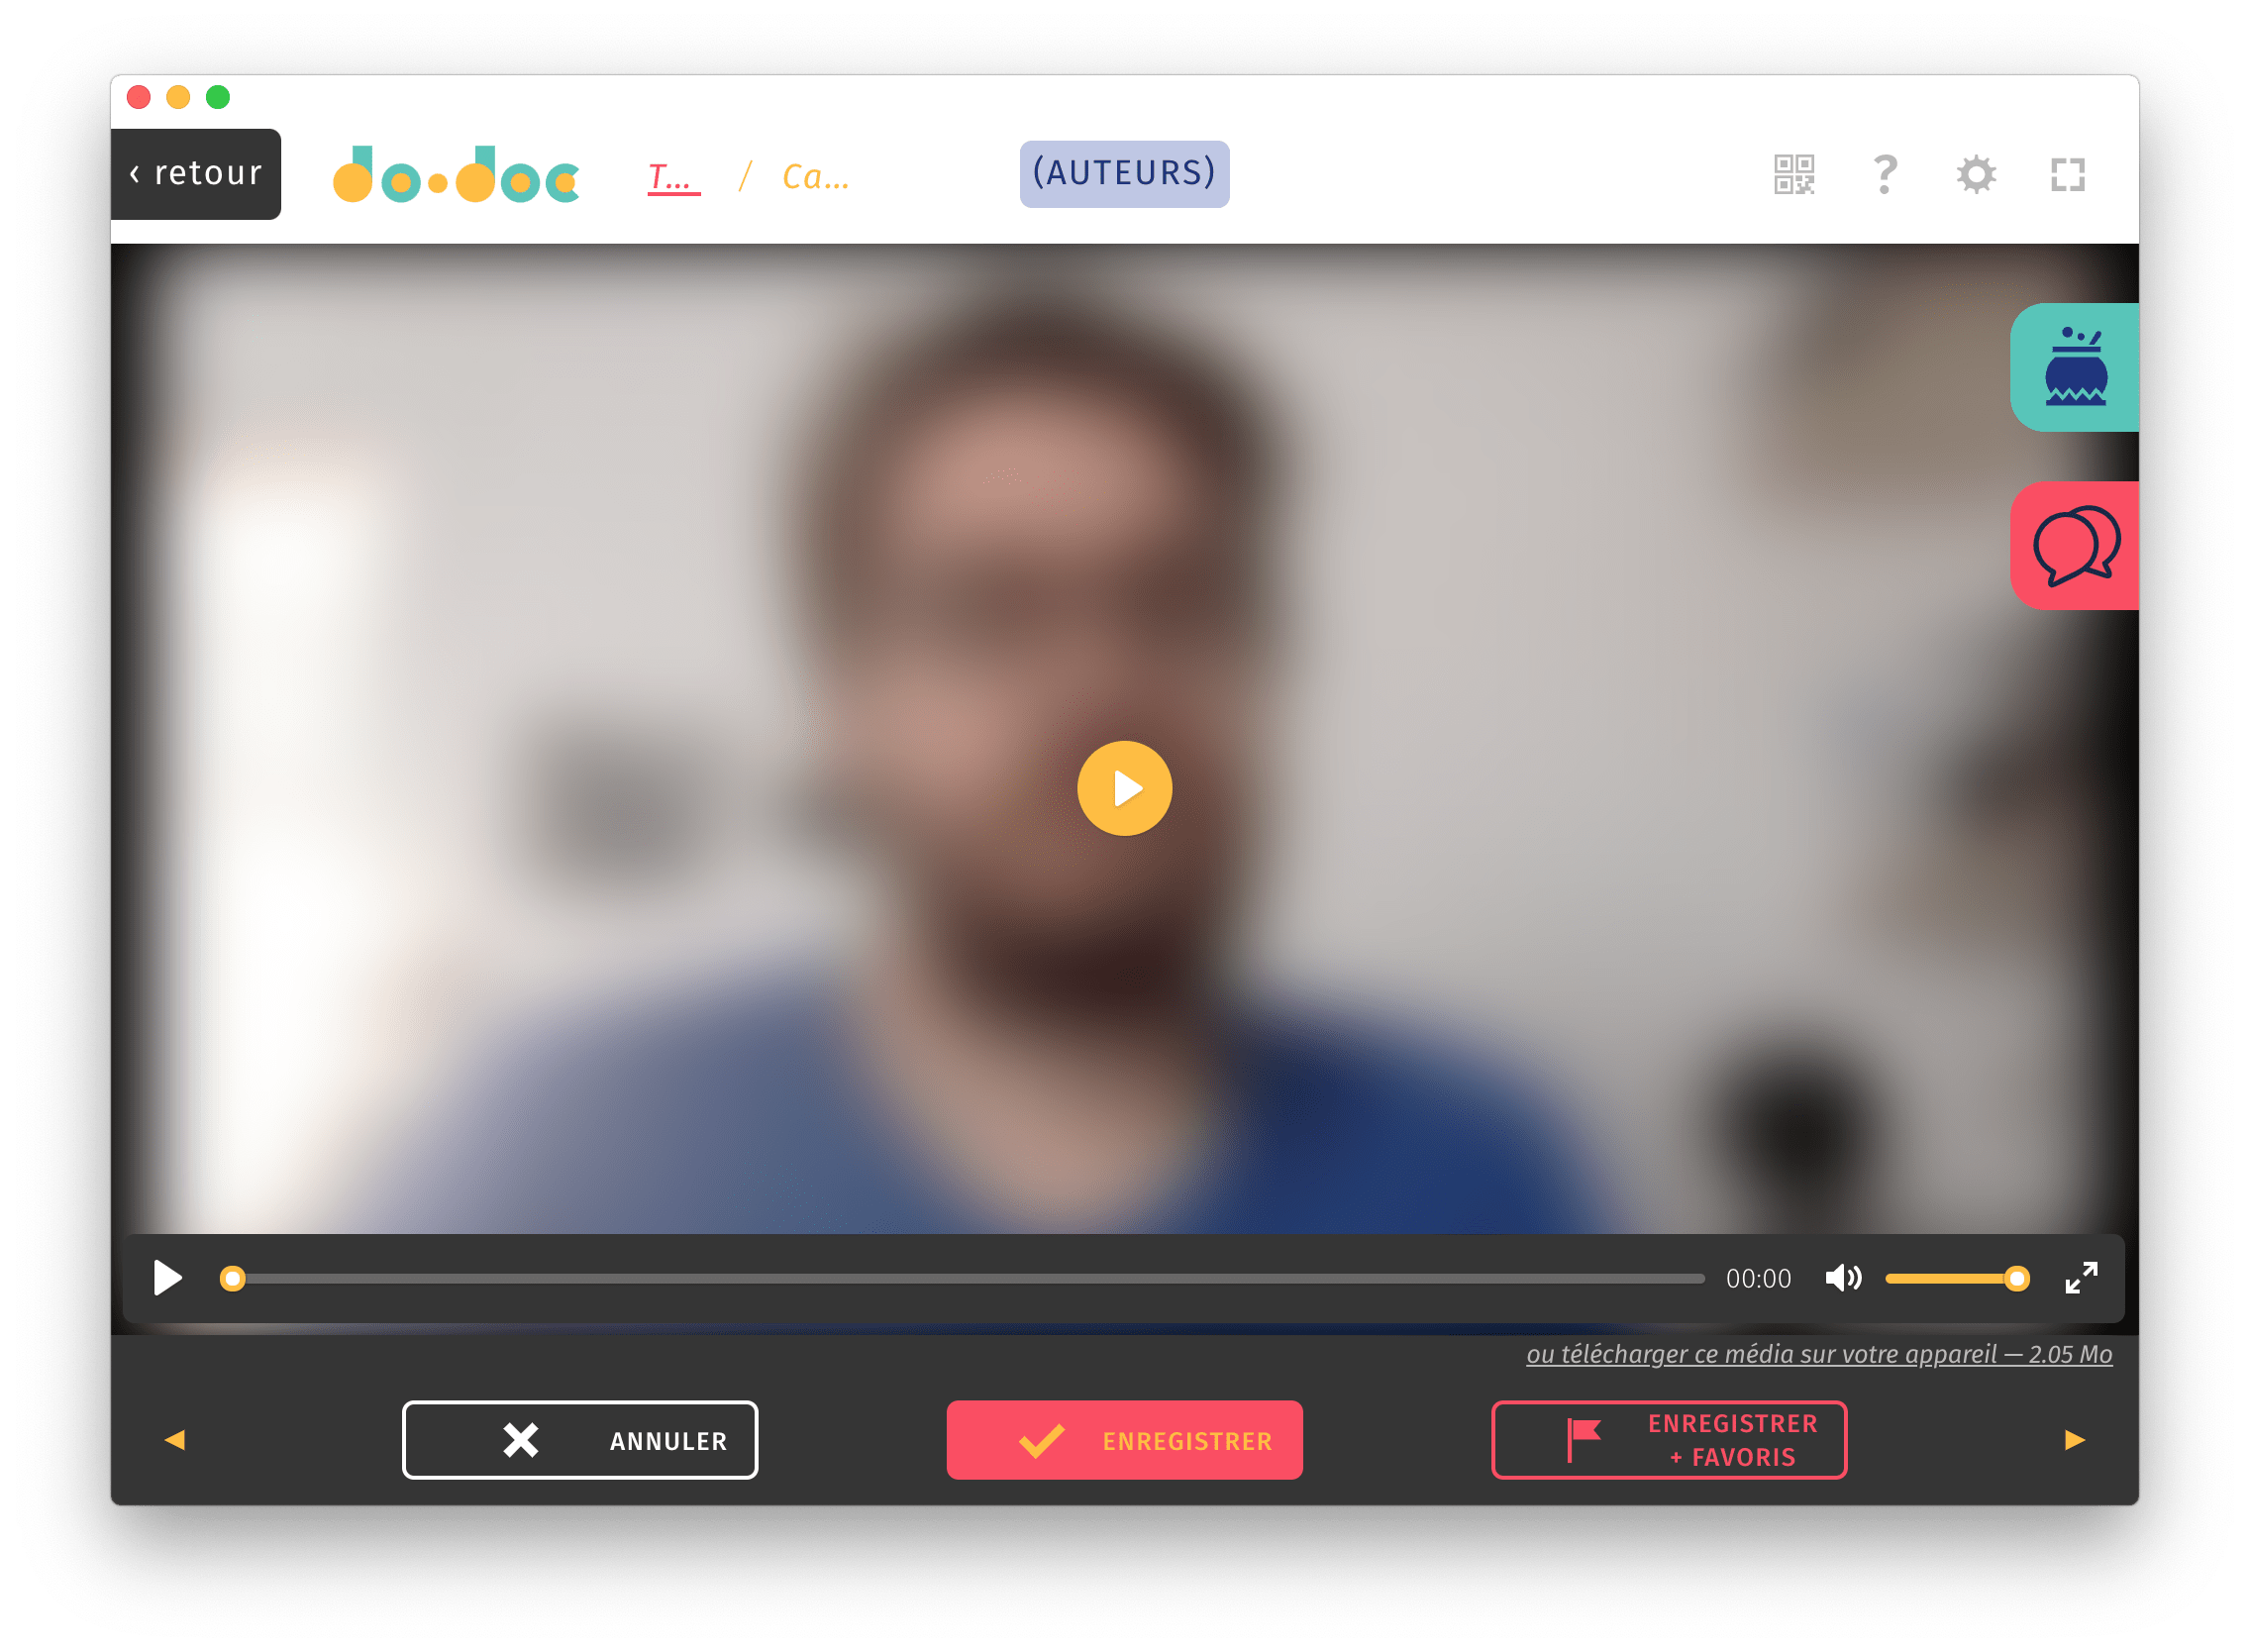 ‹ retour
do•doc
T...
/
Ca...
(AUTEURS)
?
00:00
ou télécharger ce média sur votre appareil — 2.05 Mo
ANNULER
ENREGISTRER
ENREGISTRER
+ FAVORIS